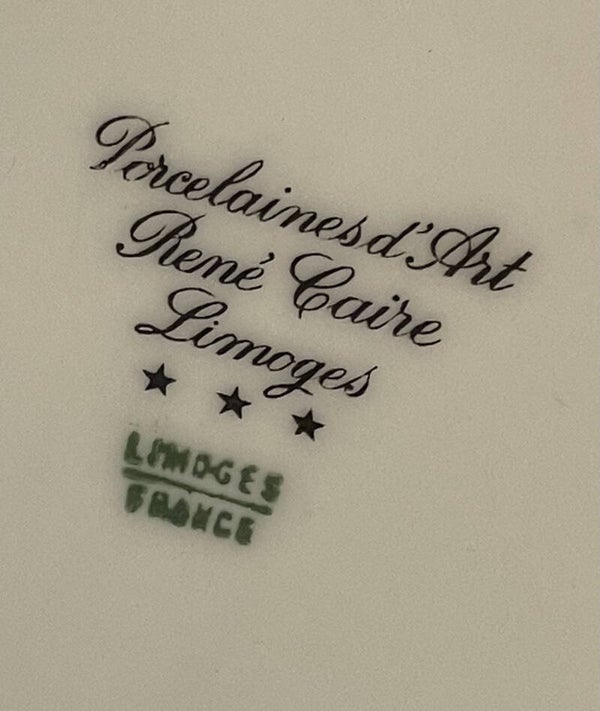 Porcelaines d'Art
René Caire
Limoges
★ ★ ★
LIMOGES
FRANCE